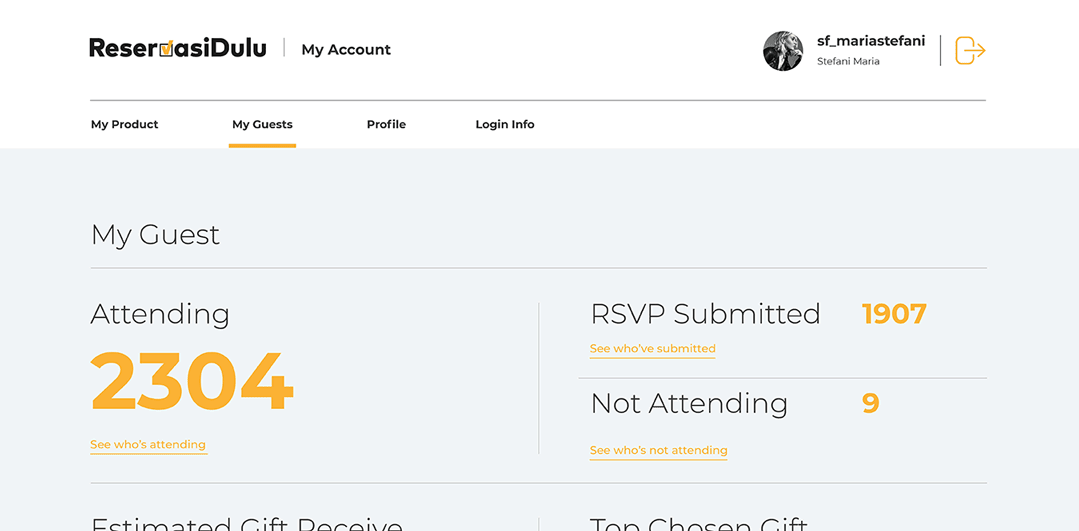 ReservasiDulu
My Account
sf_mariastefani
Stefani Maria
My Product
My Guests
Profile
Login Info
My Guest
Attending
2304
See who's attending
RSVP Submitted 1907
See who've submitted
Not Attending 9
See who's not attending
Estimated Gift Receive
Top Chosen Gift